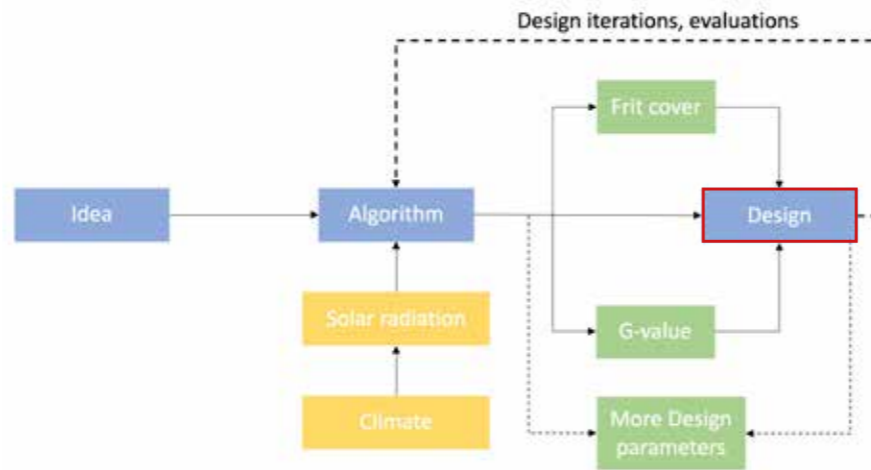 Design iterations, evaluations
Frit cover
Idea
Algorithm
Design
Solar radiation
G-value
Climate
More Design
parameters